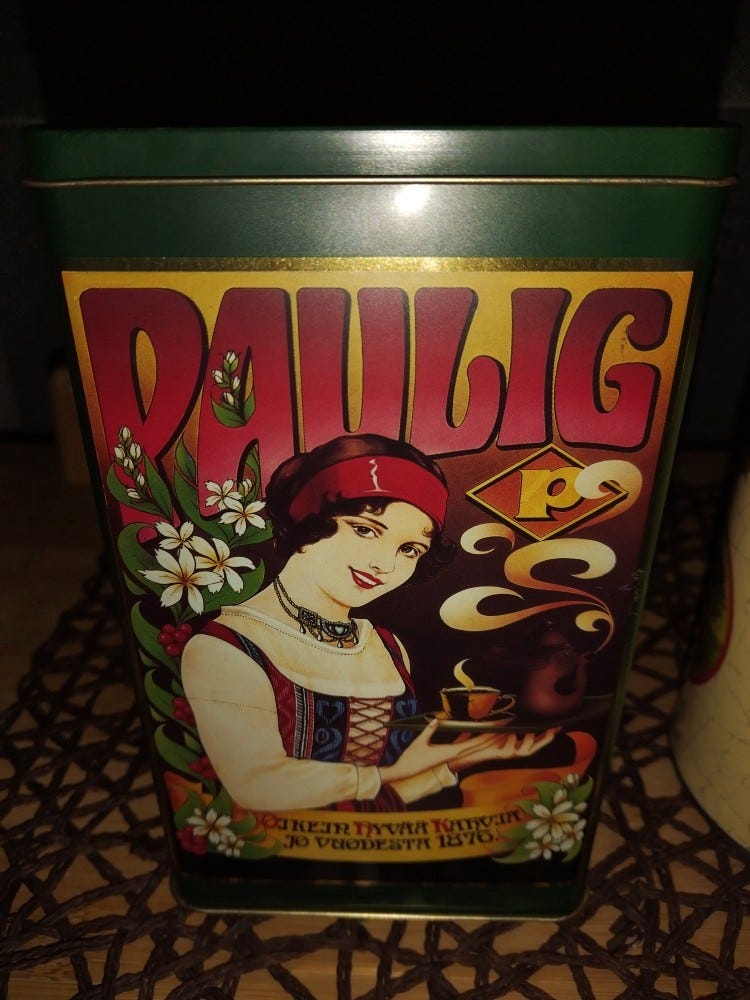 PAULIG
P
OIKEIN HYVÄÄ KAHVIA
JO VUODESTA 1876.